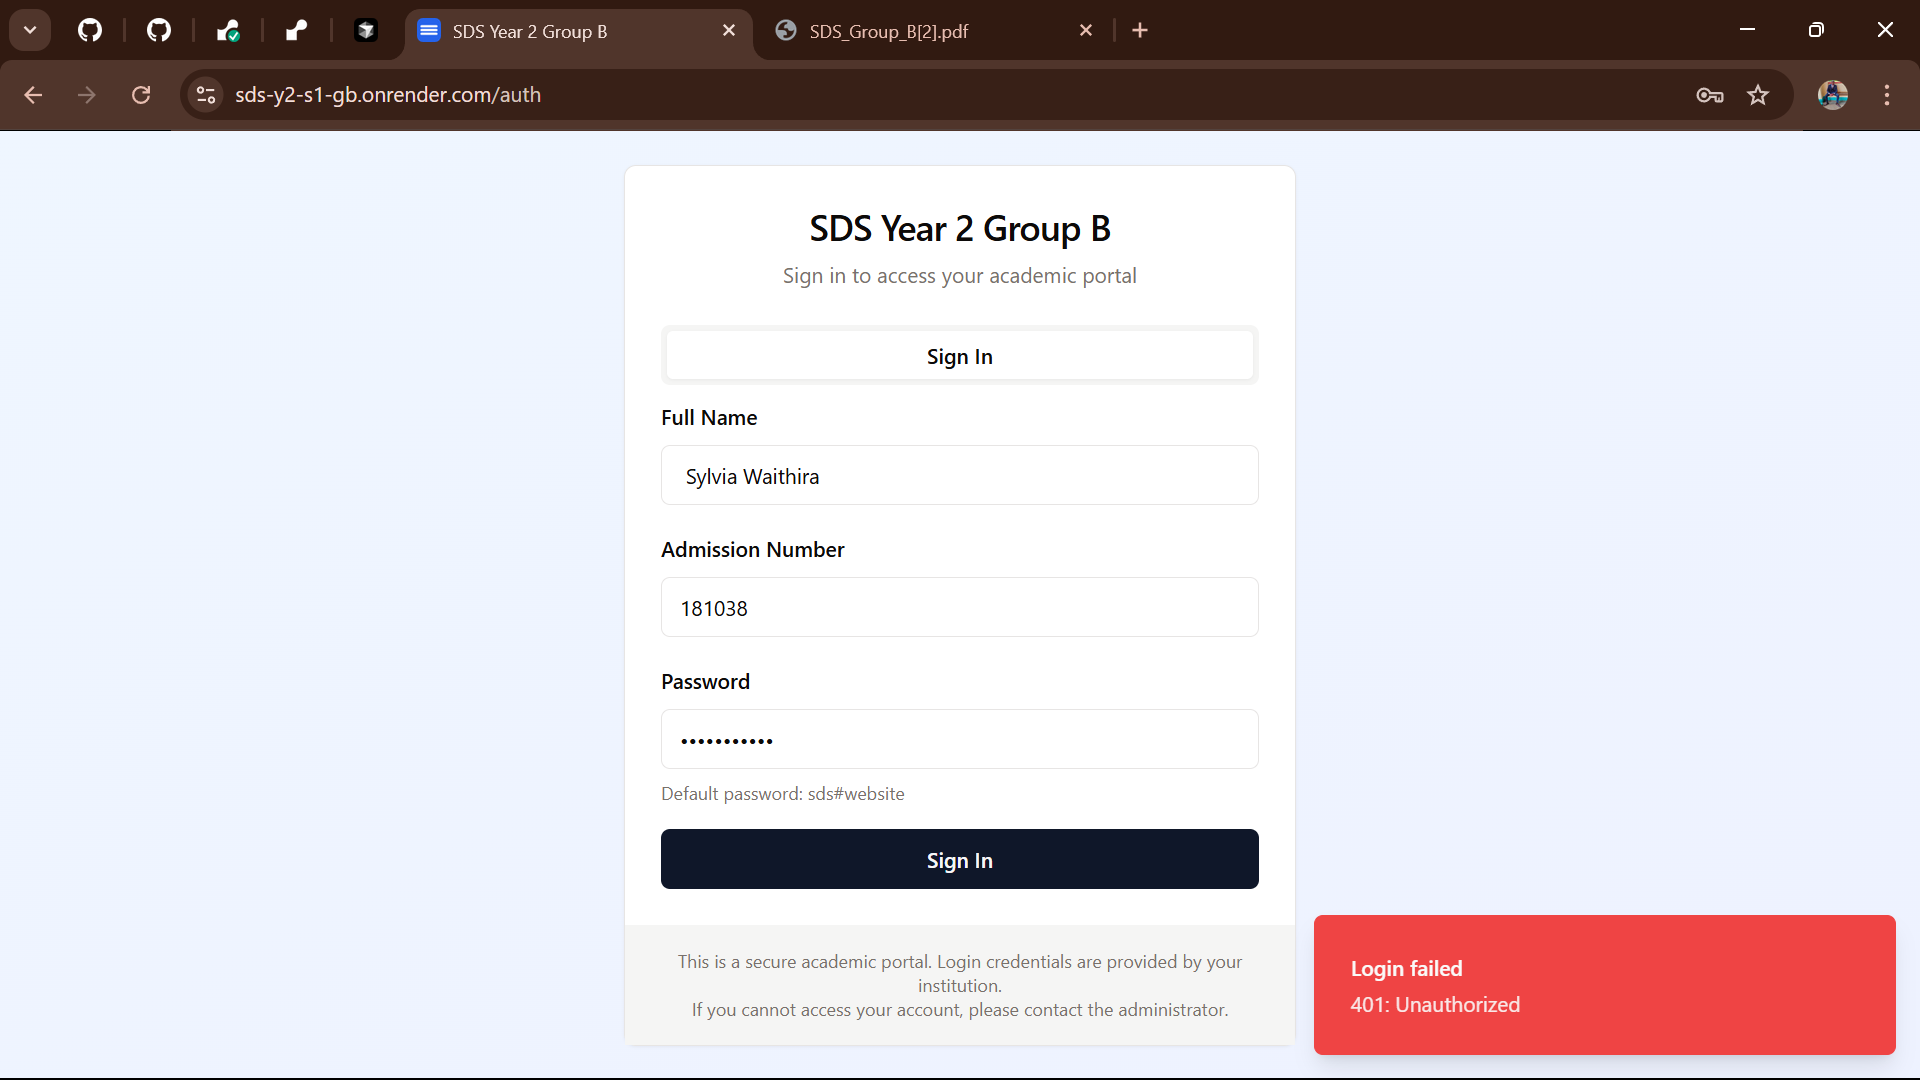 SDS Year 2 Group B
SDS_Group_B[2].pdf
sds-y2-s1-gb.onrender.com/auth
SDS Year 2 Group B
Sign in to access your academic portal
Sign In
Full Name
Sylvia Waithira
Admission Number
181038
Password
•••••••••••
Default password: sds#website
Sign In
This is a secure academic portal. Login credentials are provided by your
institution.
If you cannot access your account, please contact the administrator.
Login failed
401: Unauthorized